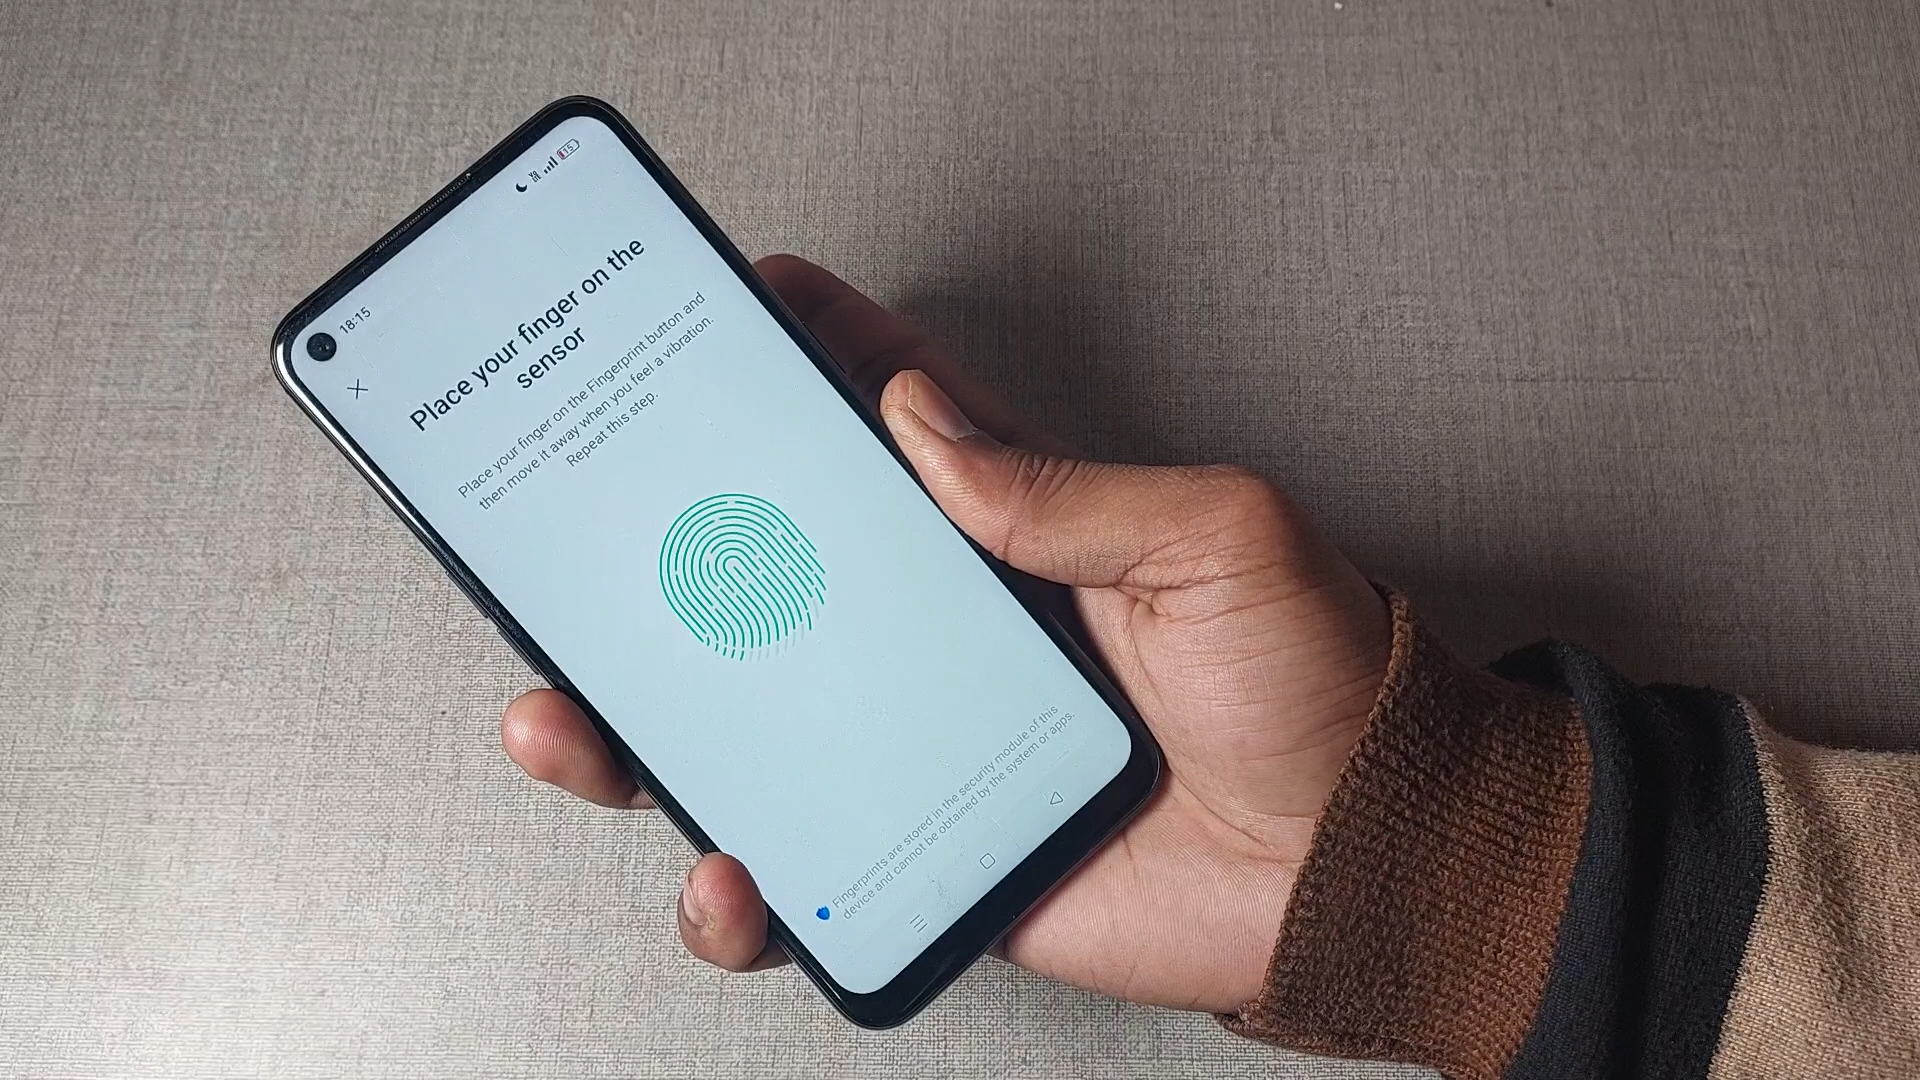 18:15
15
Place your finger on the
sensor
Place your finger on the Fingerprint button and
then move it away when you feel a vibration.
Repeat this step.
Fingerprints are stored in the security module of this
device and cannot be obtained by the system or apps.